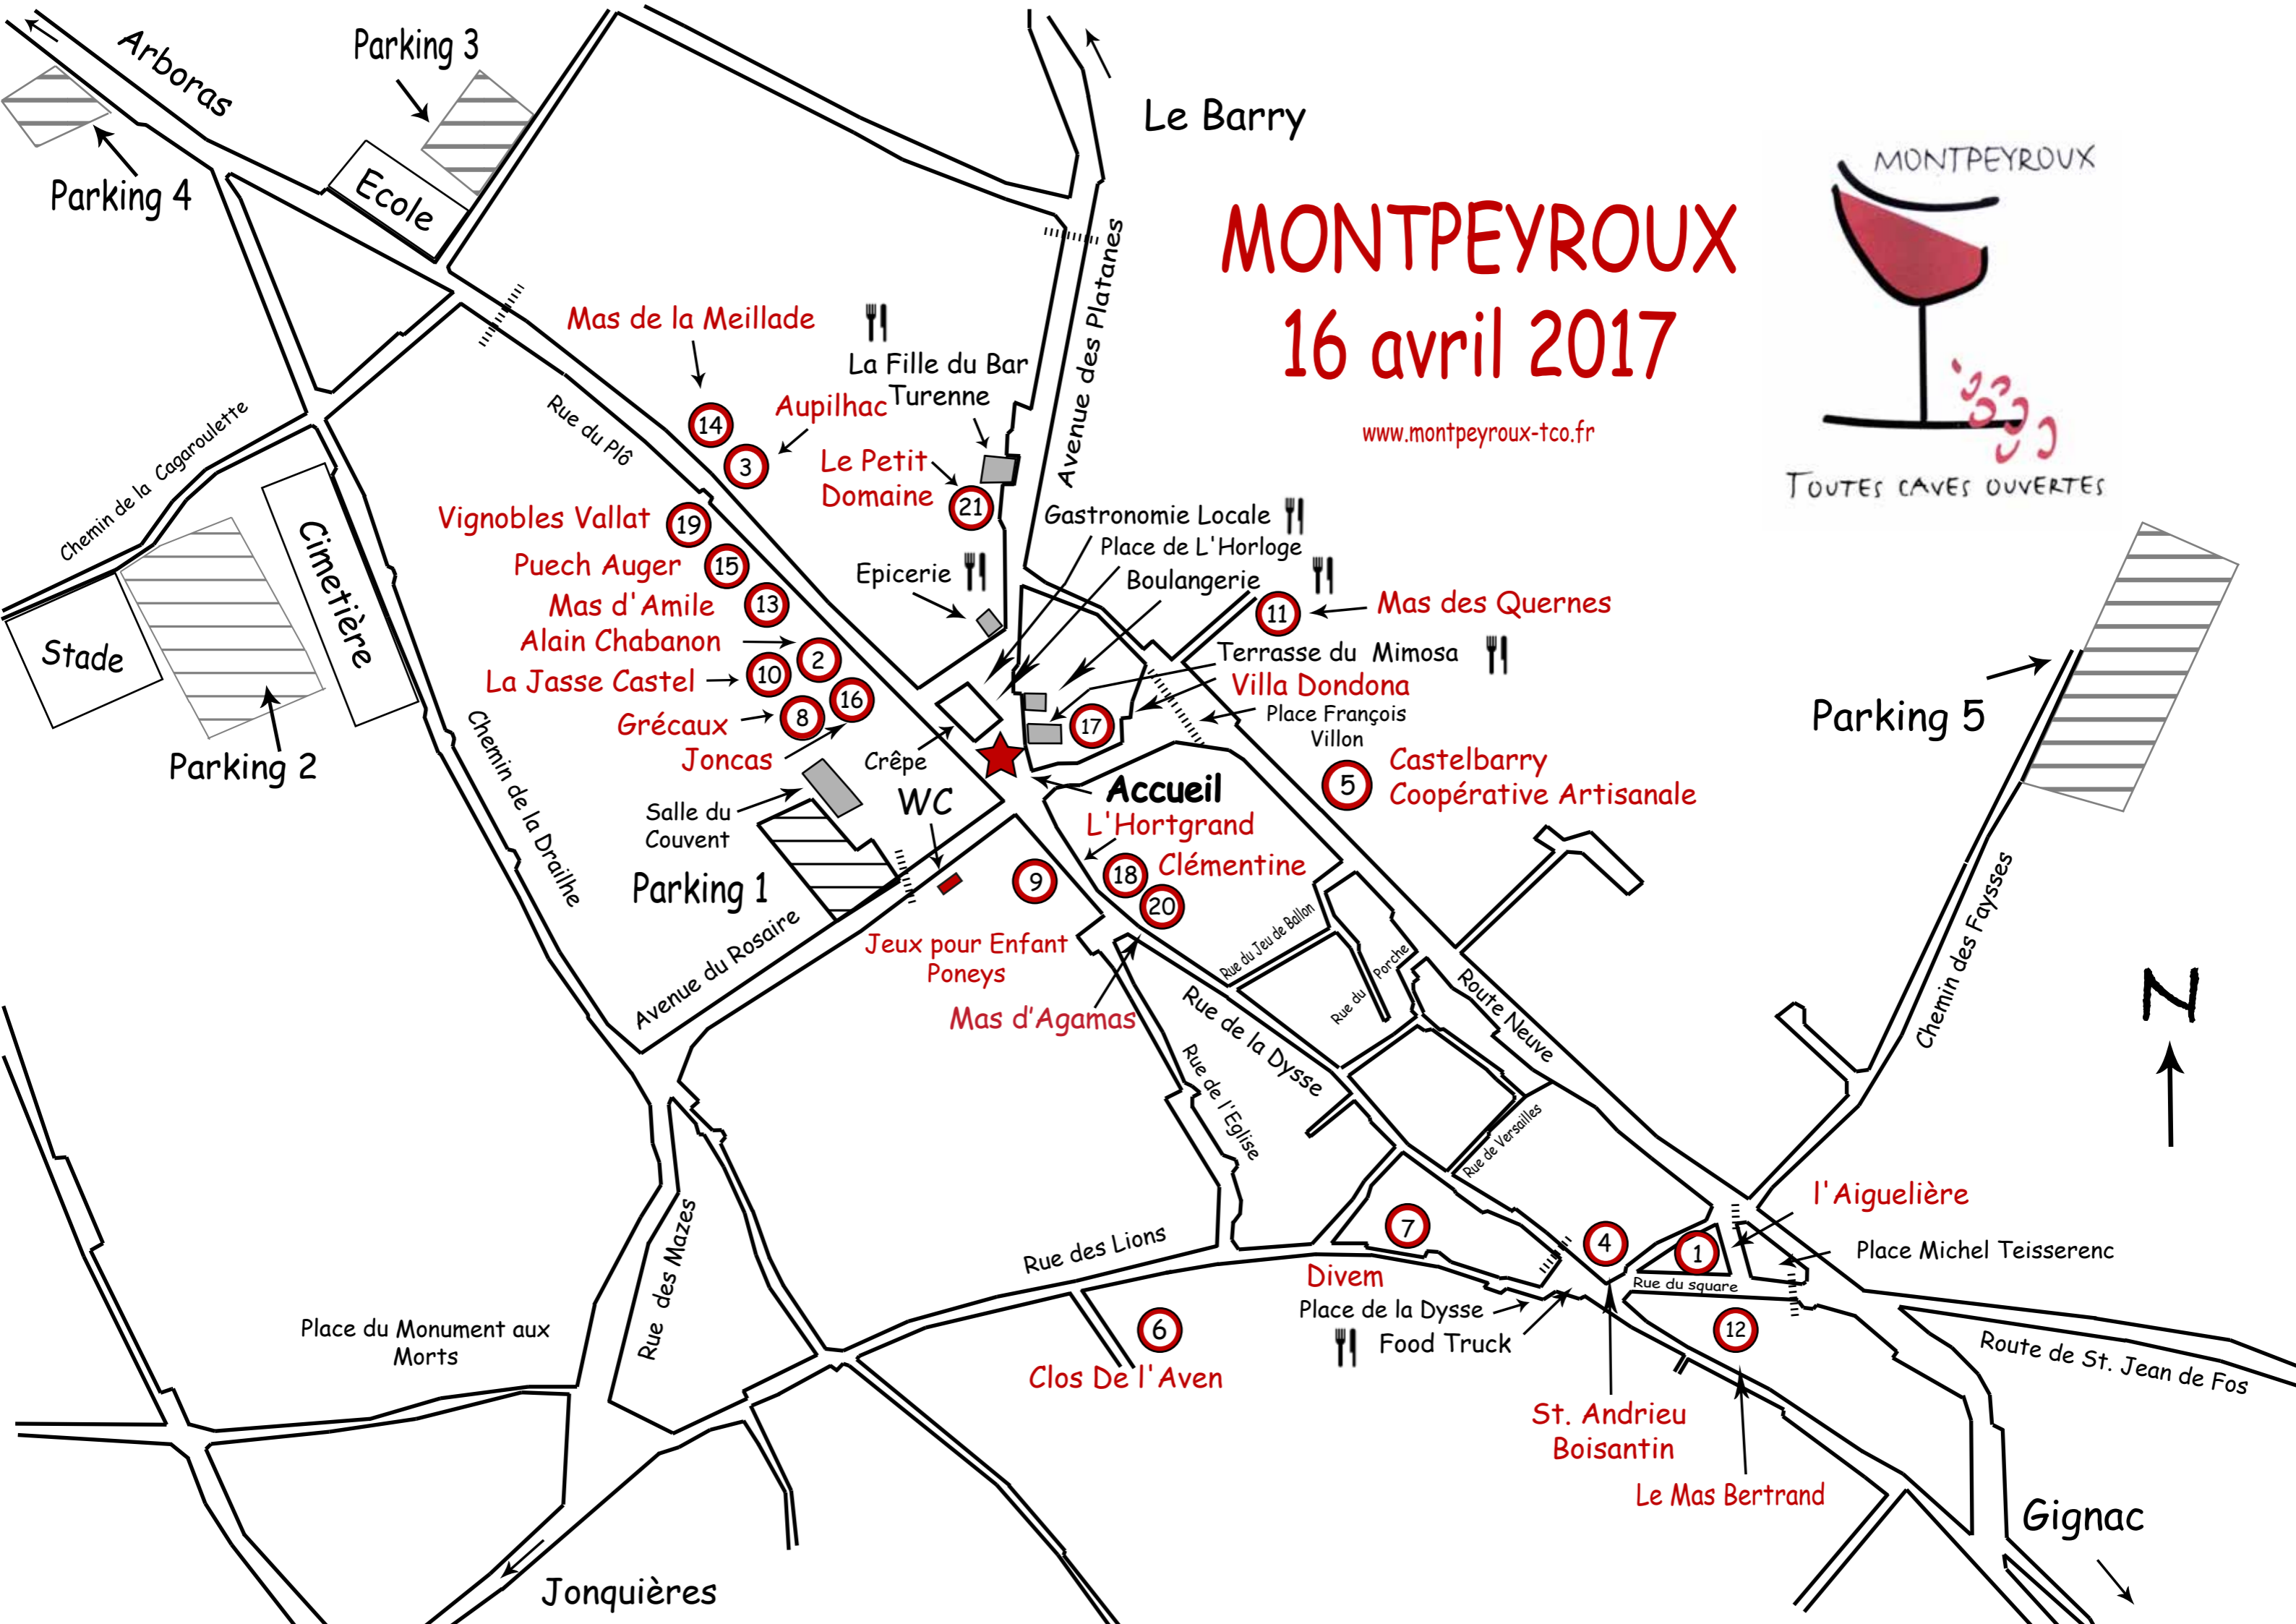 Arboras
Parking 3
Parking 4
Ecole
Le Barry
MONTPEYROUX
16 avril 2017
www.montpeyroux-tco.fr
MONTPEYROUX
TOUTES CAVES OUVERTES
Avenue des Platanes
Mas de la Meillade
14
La Fille du Bar
Turenne
Aupilhac
3
Rue du Plô
Le Petit
Domaine
21
Chemin de la Cagaroulette
Cimetière
Stade
Parking 2
Vignobles Vallat
19
Puech Auger
15
Mas d'Amile
13
Alain Chabanon
2
La Jasse Castel
10
16
Grécaux
8
Joncas
Epicerie
Gastronomie Locale
Place de L'Horloge
Boulangerie
11
Mas des Quernes
Terrasse du Mimosa
Villa Dondona
17
Place François
Villon
5
Castelbarry
Coopérative Artisanale
Parking 5
Crêpe
Accueil
WC
Salle du
Couvent
Parking 1
L'Hortgrand
18
Clémentine
20
9
Jeux pour Enfant
Poneys
Mas d’Agamas
Chemin de la Drailhe
Avenue du Rosaire
Rue du Jeu de Ballon
Rue du Porche
Route Neuve
Rue de la Dysse
Rue de l'Eglise
Rue de Versailles
Chemin des Faysses
N
l'Aiguelière
Place Michel Teisserenc
7
4
1
Rue du square
Rue des Lions
Divem
Place de la Dysse
Food Truck
12
6
Clos De l'Aven
Rue des Mazes
Place du Monument aux
Morts
St. Andrieu
Boisantin
Le Mas Bertrand
Route de St. Jean de Fos
Gignac
Jonquières